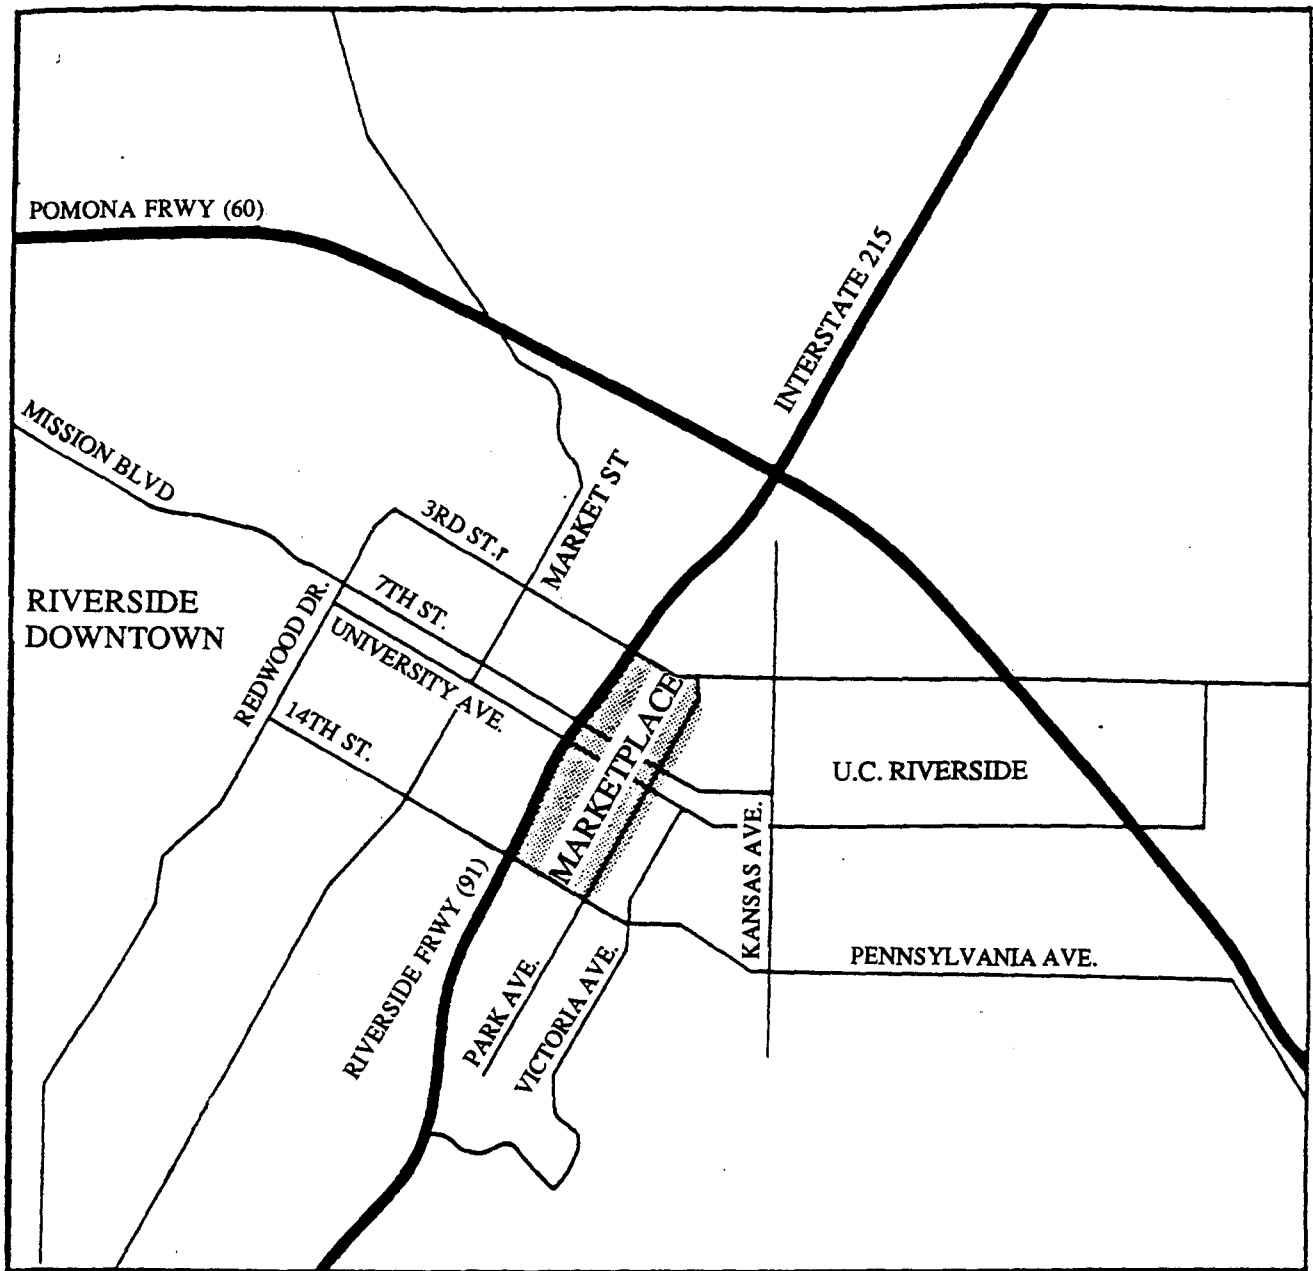 POMONA FRWY (60)
INTERSTATE 215
MISSION BLVD
MARKET ST
3RD ST.
7TH ST.
RIVERSIDE
DOWNTOWN
REDWOOD DR.
UNIVERSITY AVE.
14TH ST.
MARKETPLACE
U.C. RIVERSIDE
KANSAS AVE.
RIVERSIDE FRWY (91)
PARK AVE.
VICTORIA AVE.
PENNSYLVANIA AVE.